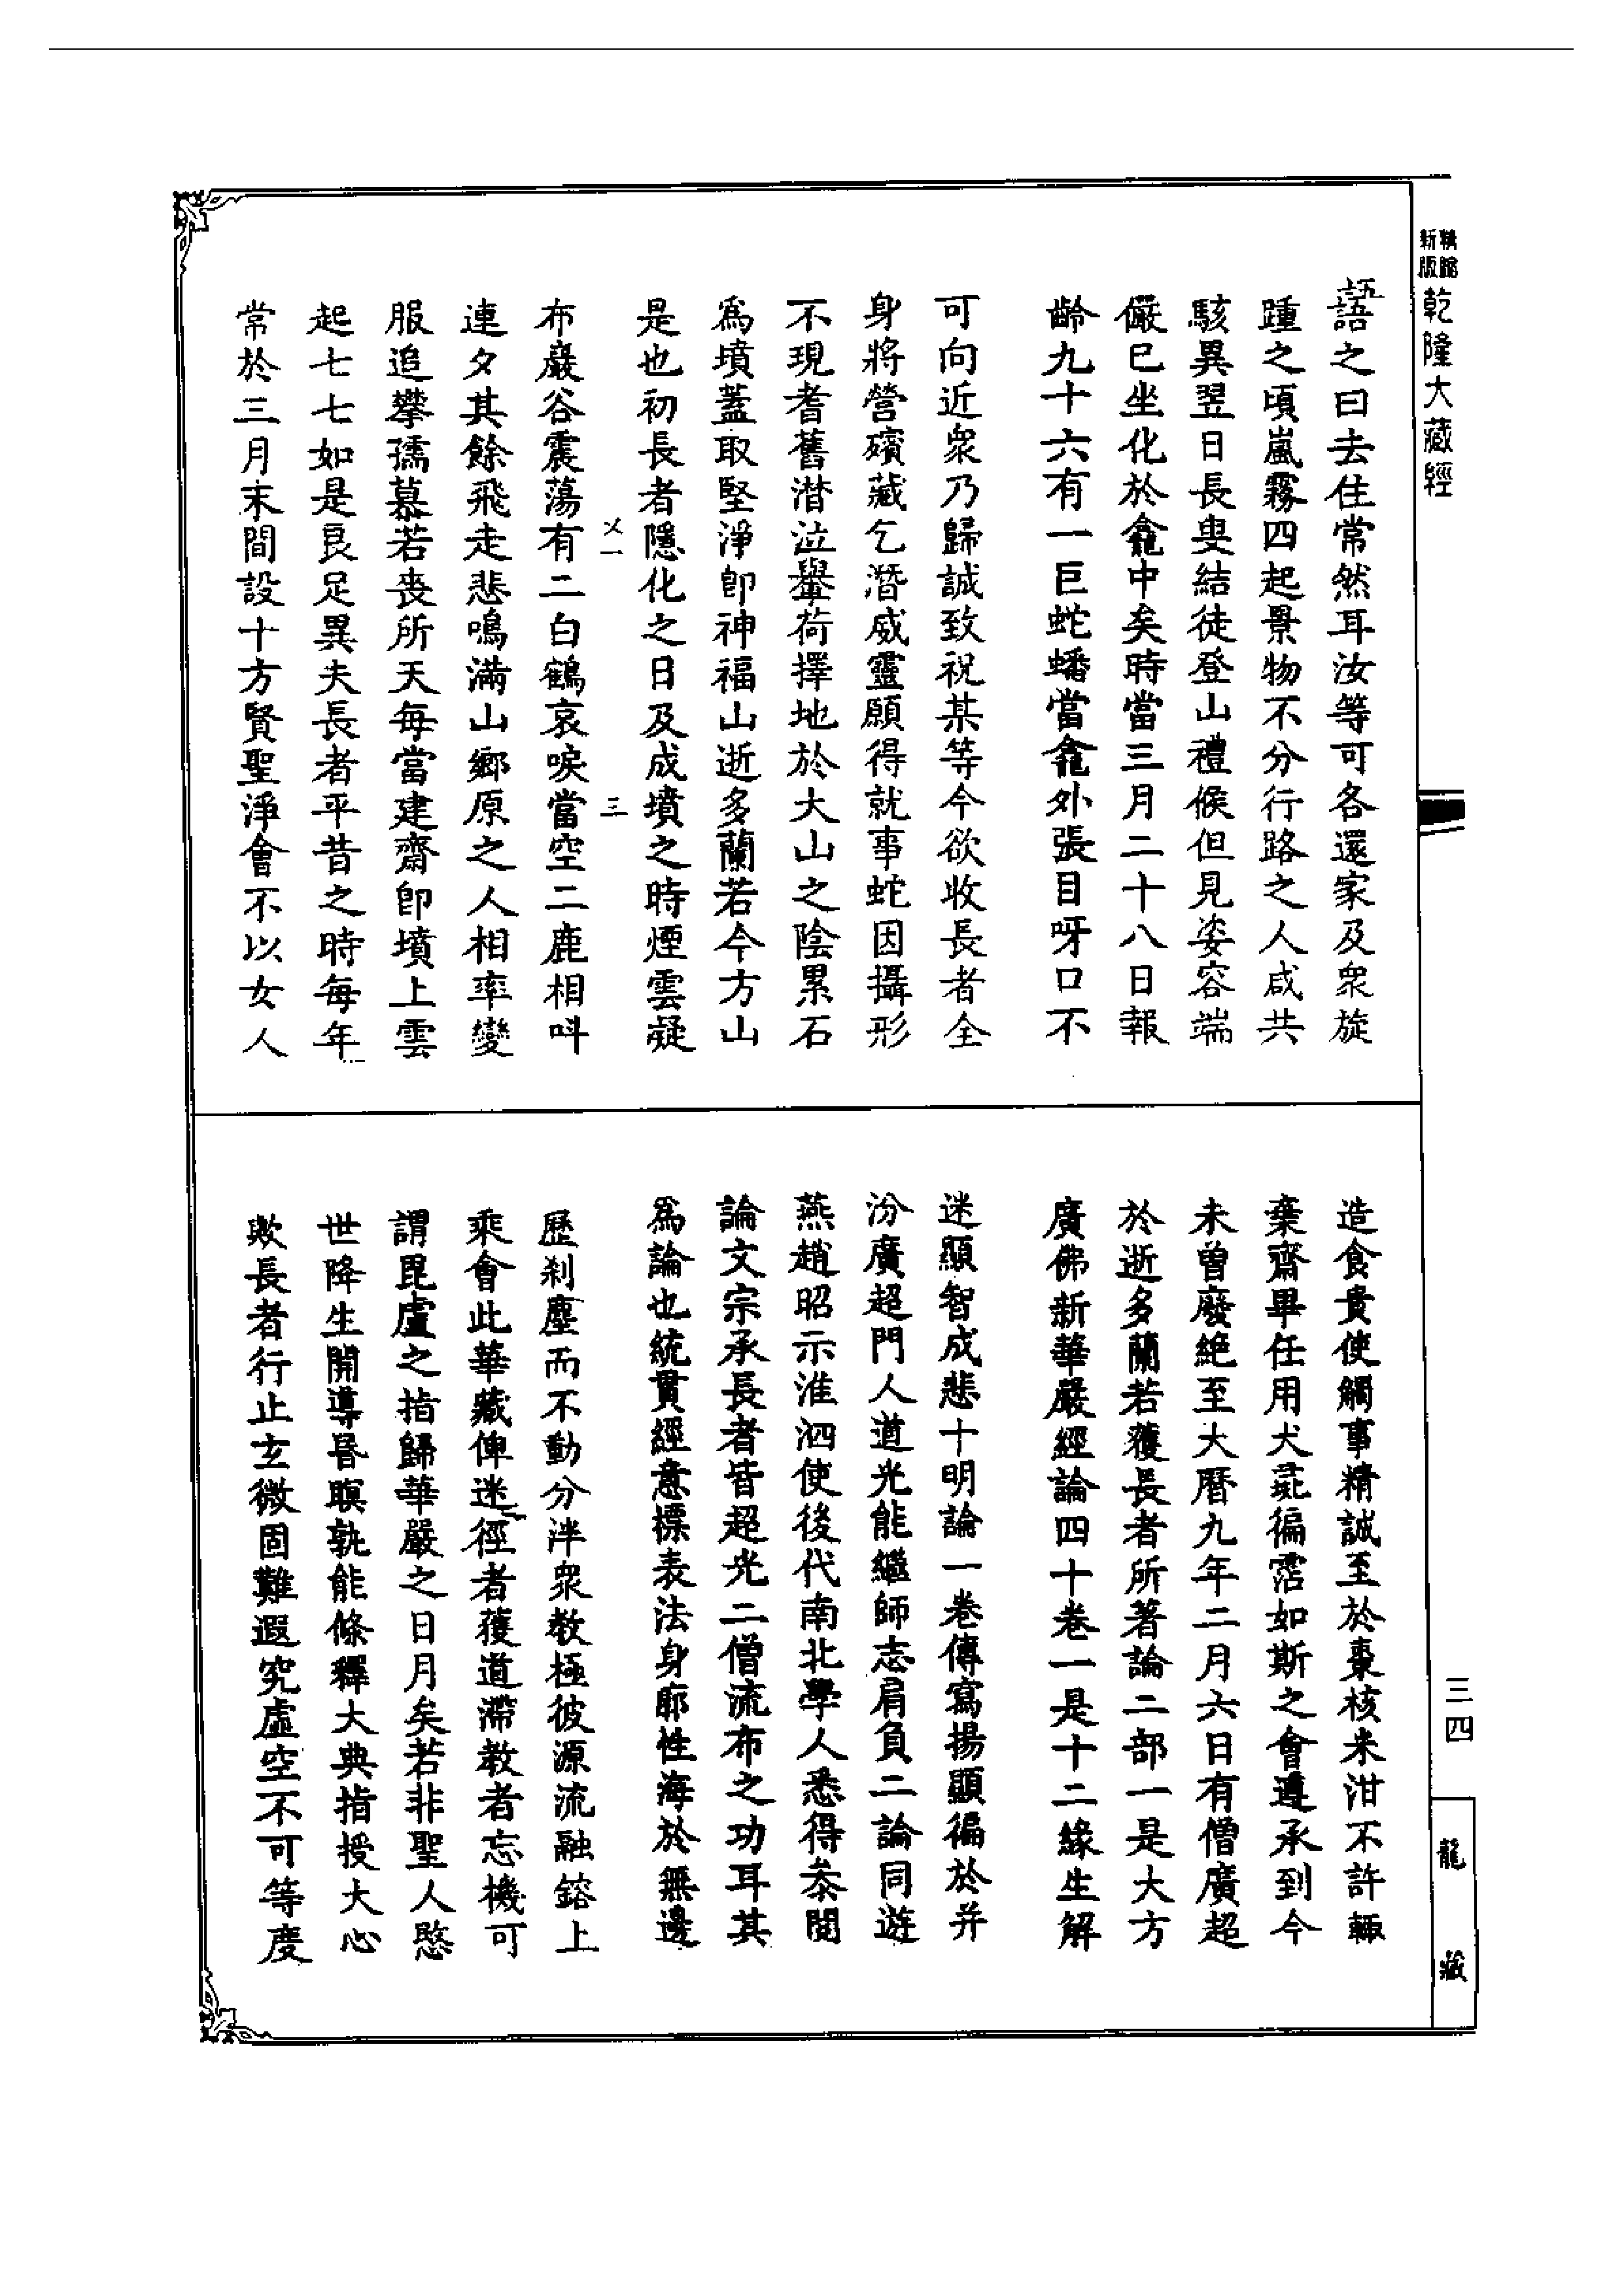 精縮新版乾隆大藏經
語之曰去住常然耳汝等可各還家及衆旋
踵之頃嵐霧四起景物不分行路之人咸共
駭異翌日長叟結徒登山禮候但見姿容端
儼已坐化於龕中矣時當三月二十八日報
齡九十六有一巨蛇蟠當龕外張目呀口不
可向近衆乃歸誠致祝某等今欲收長者全
身將營殯藏乞潛威靈願得就事蛇因攝形
不現耆舊潜泣轝荷擇地於大山之陰累石
爲墳蓋取堅淨卽神福山逝多蘭若今方山
是也初長者隱化之日及成墳之時煙雲凝
㐅一 三
布巖谷震蕩有二白鶴哀唳當空二鹿相呌
連夕其餘飛走悲鳴滿山鄉原之人相率變
服追攀孺慕若喪所天每當建齋卽墳上雲
起七七如是良足異夫長者平昔之時每年
常於三月末間設十方賢聖淨會不以女人
造食貴使觸事精誠至於棗核米泔不許輙
棄齋畢任用犬彘徧霑如斯之會遵承到今
未曾廢絕至大曆九年二月六日有僧廣超
於逝多蘭若獲長者所著論二部一是大方
廣佛新華嚴經論四十卷一是十二緣生解
迷顯智成悲十明論一卷傳寫揚顯徧於并
汾廣超門人道光能繼師志肩負二論同遊
燕趙昭示淮泗使後代南北學人悉得叅閱
論文宗承長者皆超光二僧流布之功耳其
爲論也統貫經意標表法身廓性海於無邊
歷刹塵而不動分泮衆教極彼源流融鎔上
乘會此華藏俾迷徑者獲道滯教者忘機可
謂毘盧之指歸華嚴之日月矣若非聖人愍
世降生開導昏瞑孰能條釋大典指授大心
歟長者行止玄微固難遐究虛空不可等度
三四
龍藏